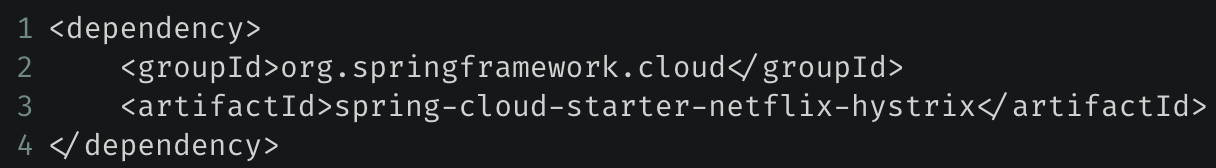 1 <dependency>
2     <groupId>org.springframework.cloud</groupId>
3     <artifactId>spring-cloud-starter-netflix-hystrix</artifactId>
4 </dependency>